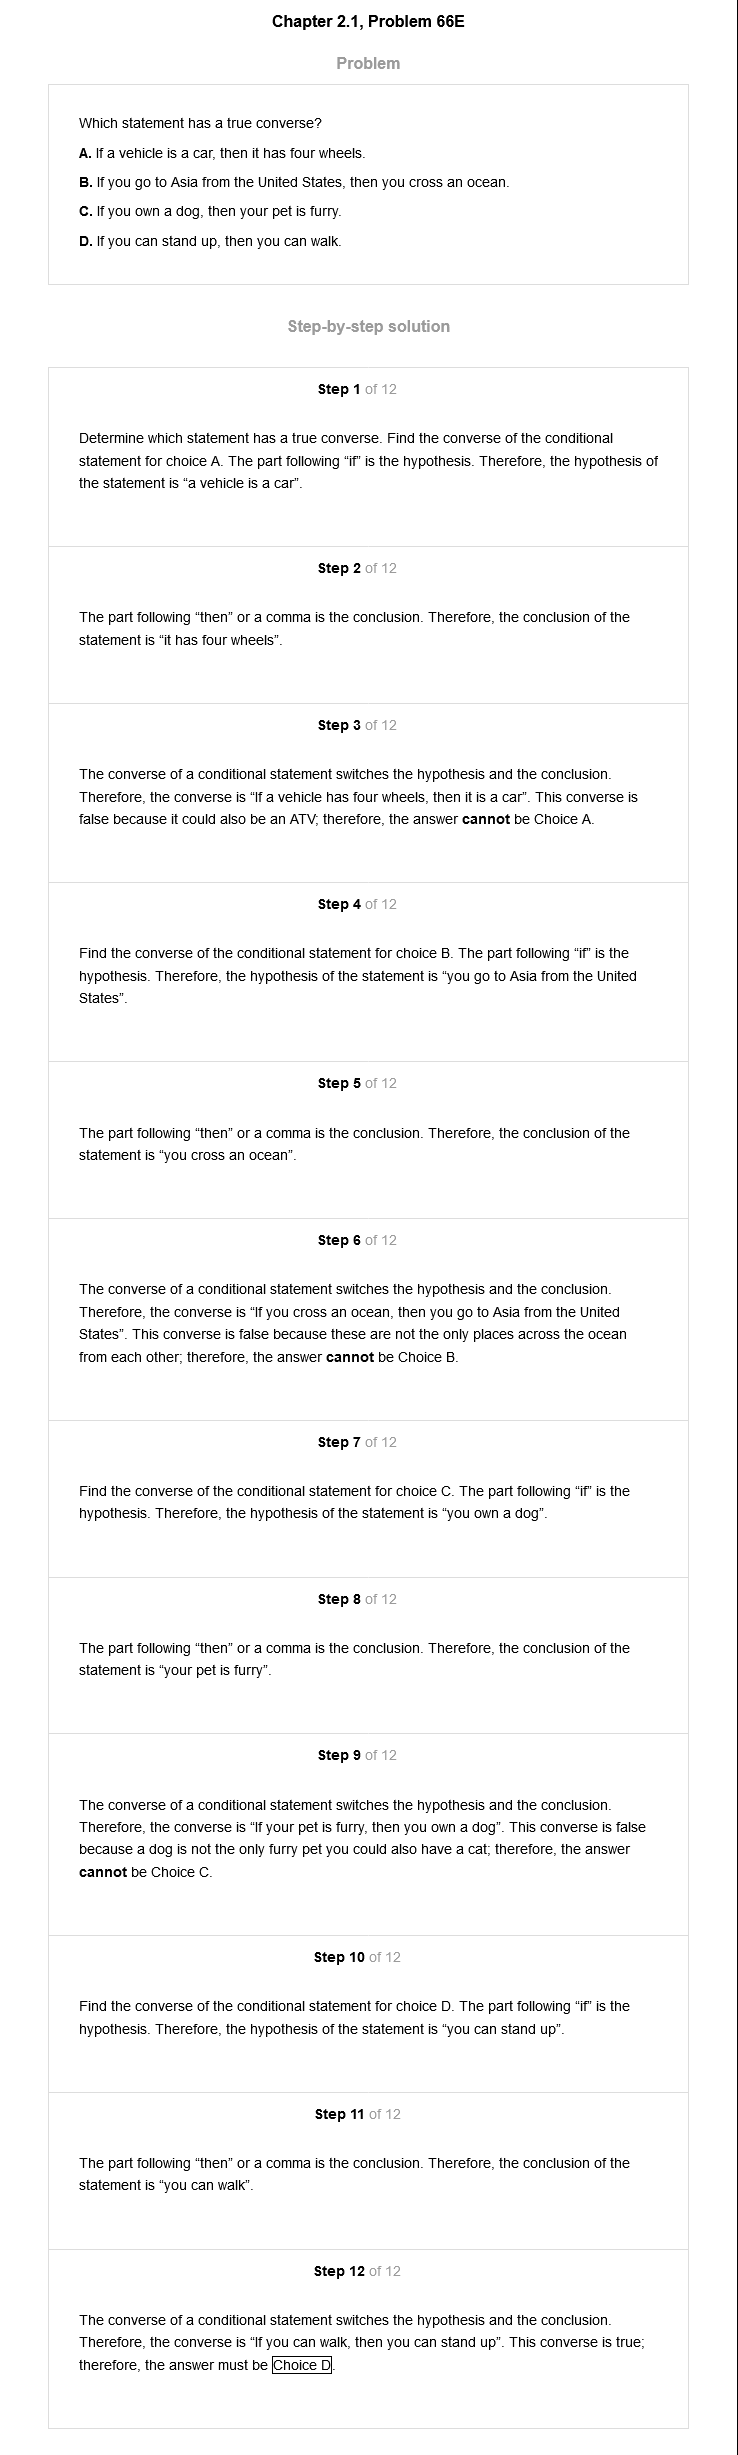 Chapter 2.1, Problem 66E
Problem
Which statement has a true converse?
A. If a vehicle is a car, then it has four wheels.
B. If you go to Asia from the United States, then you cross an ocean.
C. If you own a dog, then your pet is furry.
D. If you can stand up, then you can walk.
Step-by-step solution
Step 1 of 12
Determine which statement has a true converse. Find the converse of the conditional
statement for choice A. The part following “if” is the hypothesis. Therefore, the hypothesis of
the statement is “a vehicle is a car”.
Step 2 of 12
The part following “then” or a comma is the conclusion. Therefore, the conclusion of the
statement is “it has four wheels”.
Step 3 of 12
The converse of a conditional statement switches the hypothesis and the conclusion.
Therefore, the converse is “If a vehicle has four wheels, then it is a car”. This converse is
false because it could also be an ATV; therefore, the answer cannot be Choice A.
Step 4 of 12
Find the converse of the conditional statement for choice B. The part following “if” is the
hypothesis. Therefore, the hypothesis of the statement is “you go to Asia from the United
States”.
Step 5 of 12
The part following “then” or a comma is the conclusion. Therefore, the conclusion of the
statement is “you cross an ocean”.
Step 6 of 12
The converse of a conditional statement switches the hypothesis and the conclusion.
Therefore, the converse is “If you cross an ocean, then you go to Asia from the United
States”. This converse is false because these are not the only places across the ocean
from each other; therefore, the answer cannot be Choice B.
Step 7 of 12
Find the converse of the conditional statement for choice C. The part following “if” is the
hypothesis. Therefore, the hypothesis of the statement is “you own a dog”.
Step 8 of 12
The part following “then” or a comma is the conclusion. Therefore, the conclusion of the
statement is “your pet is furry”.
Step 9 of 12
The converse of a conditional statement switches the hypothesis and the conclusion.
Therefore, the converse is “If your pet is furry, then you own a dog”. This converse is false
because a dog is not the only furry pet you could also have a cat; therefore, the answer
cannot be Choice C.
Step 10 of 12
Find the converse of the conditional statement for choice D. The part following “if” is the
hypothesis. Therefore, the hypothesis of the statement is “you can stand up”.
Step 11 of 12
The part following “then” or a comma is the conclusion. Therefore, the conclusion of the
statement is “you can walk”.
Step 12 of 12
The converse of a conditional statement switches the hypothesis and the conclusion.
Therefore, the converse is “If you can walk, then you can stand up”. This converse is true;
therefore, the answer must be Choice D.